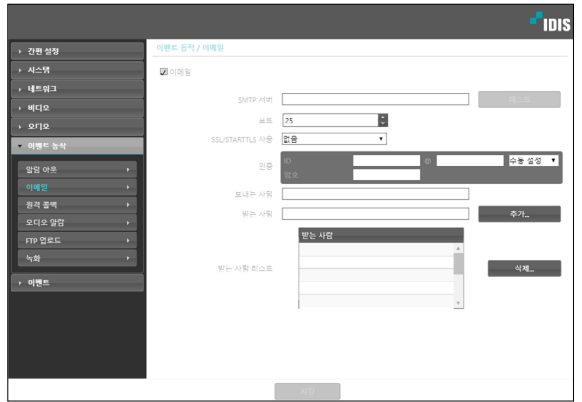 IDIS
간편 설정
시스템
네트워크
비디오
오디오
이벤트 동작
알람 아웃
이메일
원격 콜백
오디오 알람
FTP 업로드
녹화
이벤트
이벤트 동작 / 이메일
이메일
SMTP 서버
테스트
포트 25
SSL/STARTTLS 사용 없음
인증 ID @ 수동 설정
암호
보내는 사람
받는 사람 추가...
받는 사람
받는 사람 리스트 삭제...
저장